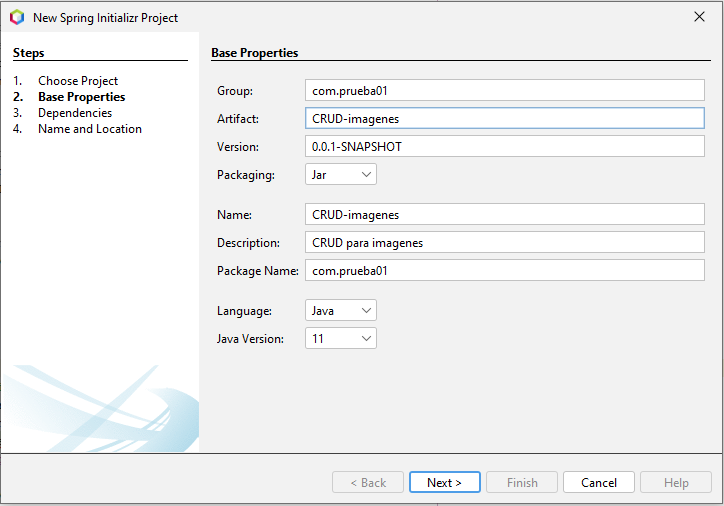 New Spring Initializr Project
Steps
1. Choose Project
2. Base Properties
3. Dependencies
4. Name and Location
Base Properties
Group: com.prueba01
Artifact: CRUD-imagenes
Version: 0.0.1-SNAPSHOT
Packaging: Jar
Name: CRUD-imagenes
Description: CRUD para imagenes
Package Name: com.prueba01
Language: Java
Java Version: 11
< Back Next > Finish Cancel Help